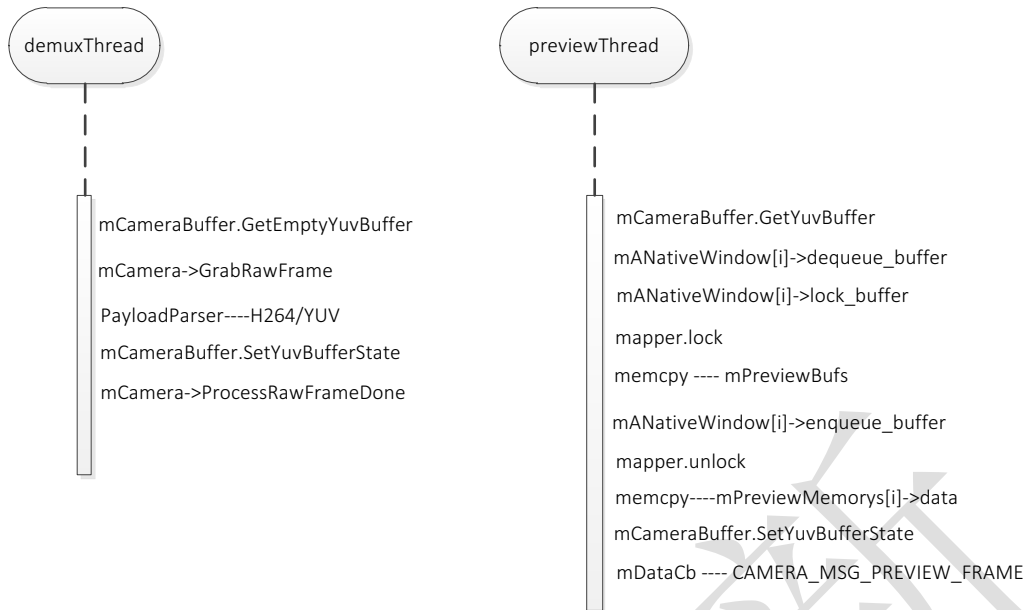 demuxThread
mCameraBuffer.GetEmptyYuvBuffer
mCamera->GrabRawFrame
PayloadParser----H264/YUV
mCameraBuffer.SetYuvBufferState
mCamera->ProcessRawFrameDone
previewThread
mCameraBuffer.GetYuvBuffer
mANativeWindow[i]->dequeue_buffer
mANativeWindow[i]->lock_buffer
mapper.lock
memcpy ---- mPreviewBufs
mANativeWindow[i]->enqueue_buffer
mapper.unlock
memcpy----mPreviewMemorys[i]->data
mCameraBuffer.SetYuvBufferState
mDataCb ---- CAMERA_MSG_PREVIEW_FRAME